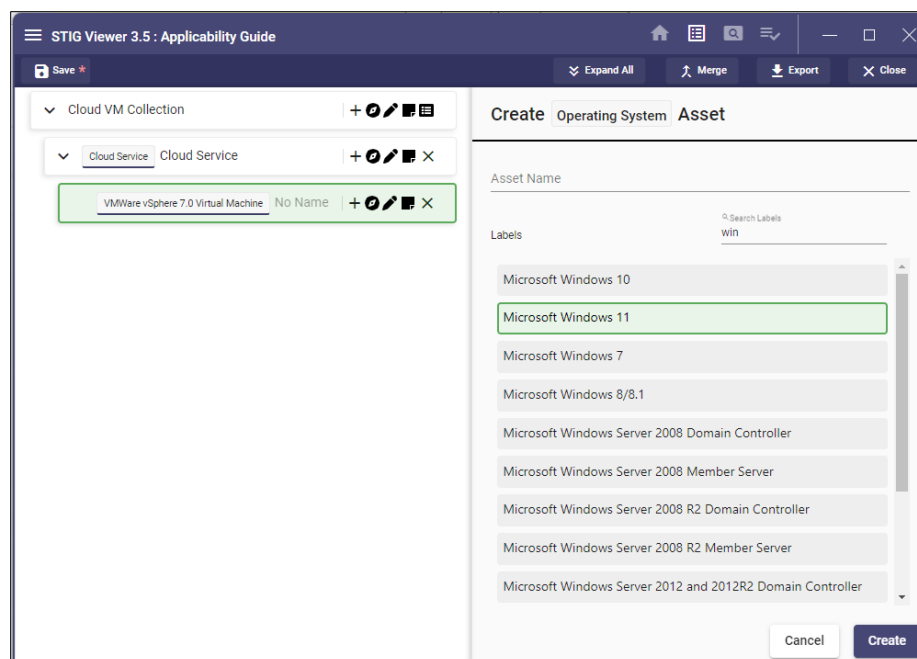 STIG Viewer 3.5 : Applicability Guide
Save *
Expand All
Merge
Export
Close
Cloud VM Collection
Cloud Service Cloud Service
VMWare vSphere 7.0 Virtual Machine No Name
Create Operating System Asset
Asset Name
Labels
Search Labels
win
Microsoft Windows 10
Microsoft Windows 11
Microsoft Windows 7
Microsoft Windows 8/8.1
Microsoft Windows Server 2008 Domain Controller
Microsoft Windows Server 2008 Member Server
Microsoft Windows Server 2008 R2 Domain Controller
Microsoft Windows Server 2008 R2 Member Server
Microsoft Windows Server 2012 and 2012R2 Domain Controller
Cancel
Create